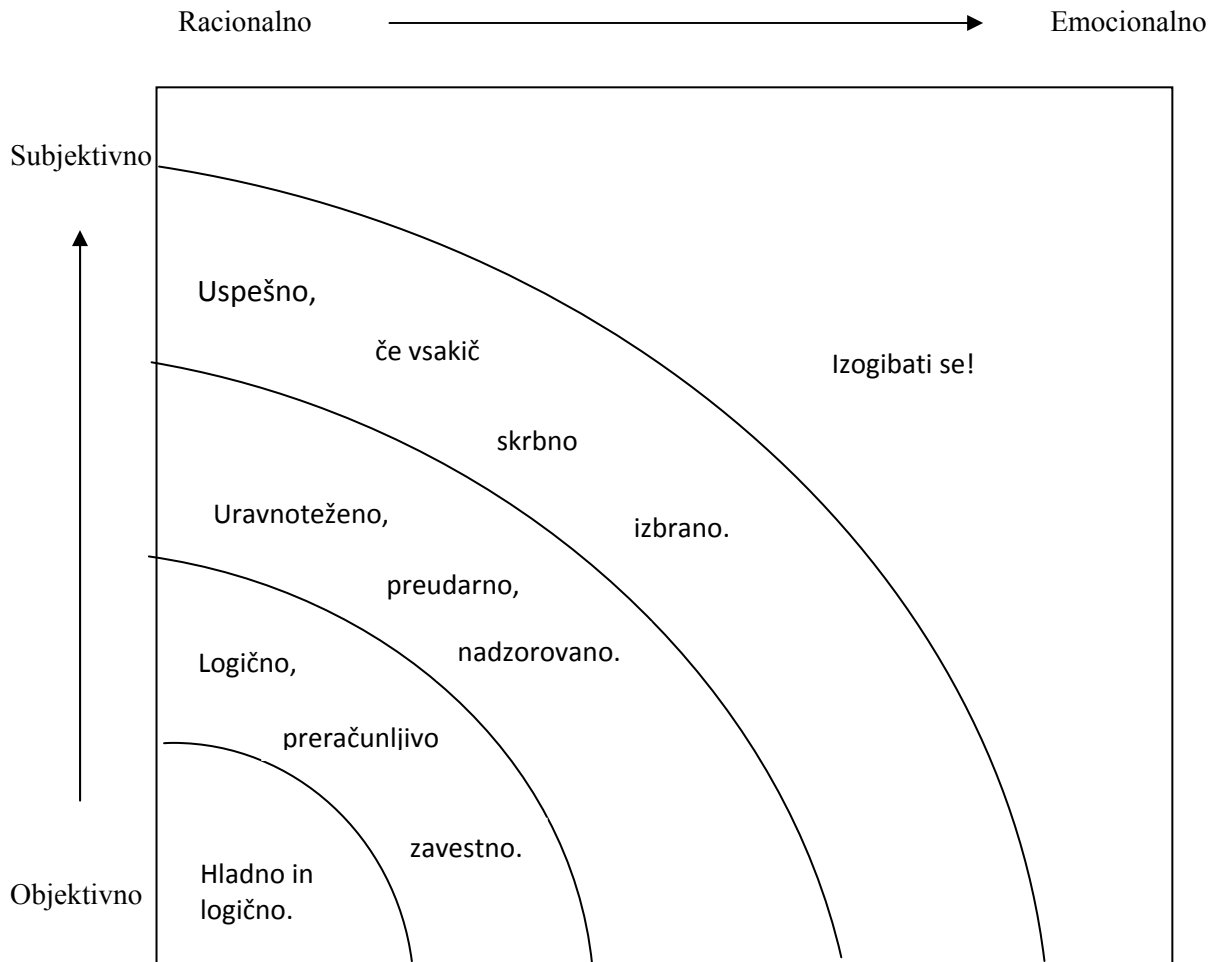 Racionalno Emocionalno
Subjektivno
Uspešno,
če vsakič
skrbno
izbrano.
Izogibati se!
Uravnoteženo,
preudarno,
nadzorovano.
Logično,
preračunljivo
zavestno.
Hladno in
logično.
Objektivno